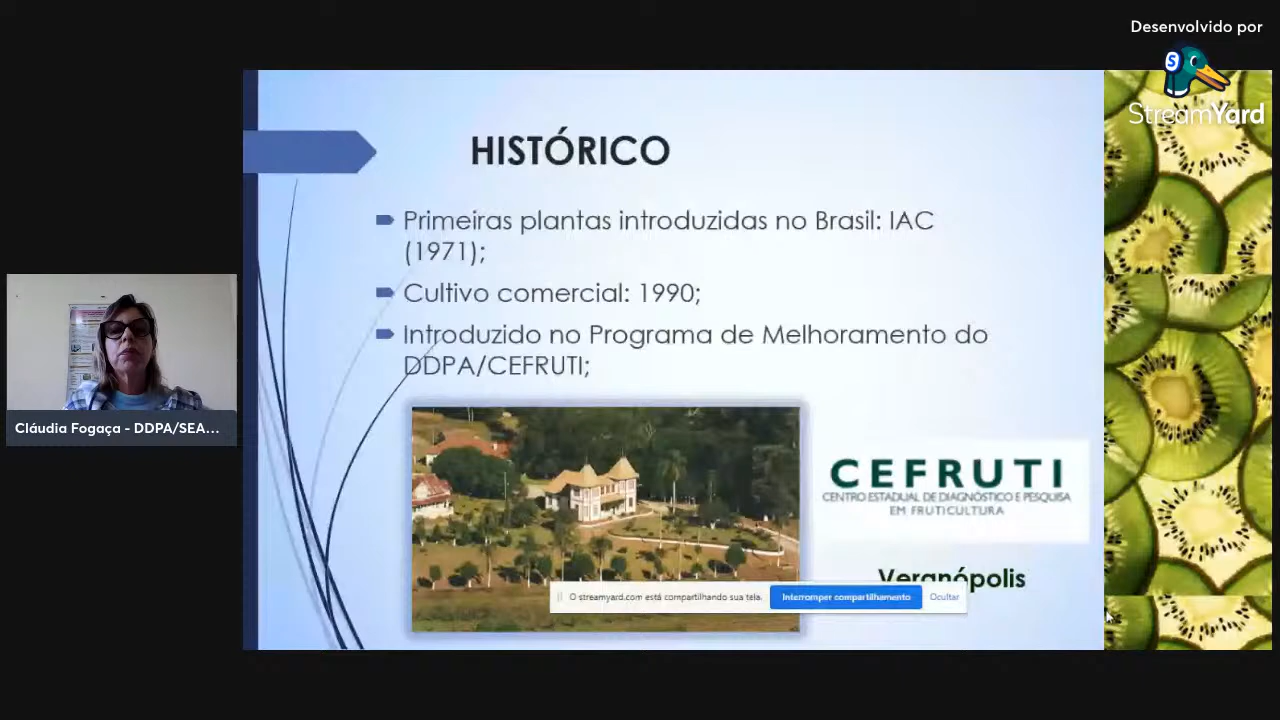 Desenvolvido por
StreamYard
HISTÓRICO
Primeiras plantas introduzidas no Brasil: IAC
(1971);
Cultivo comercial: 1990;
Introduzido no Programa de Melhoramento do
DDPA/CEFRUTI;
Cláudia Fogaça - DDPA/SEA...
CEFRUTI
CENTRO ESTADUAL DE DIAGNÓSTICO E PESQUISA
EM FRUTICULTURA
Veranópolis
O streamyard.com está compartilhando sua tela.
Interromper compartilhamento
Ocultar